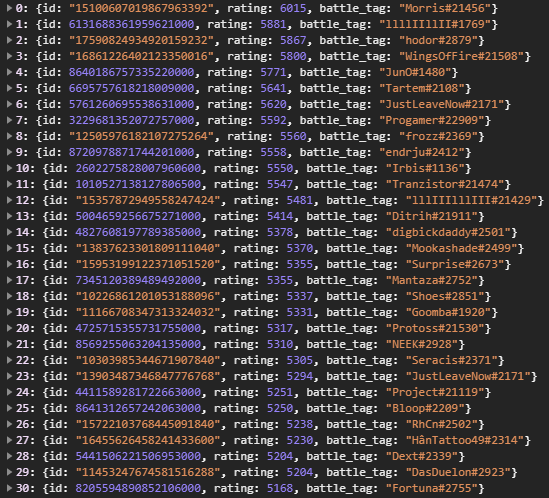 0: {id: "15100607019867963392", rating: 6015, battle_tag: "Morris#21456"}
1: {id: 6131688361959621000, rating: 5881, battle_tag: "llllIIllII#1769"}
2: {id: "17590824934920159232", rating: 5867, battle_tag: "hodor#2879"}
3: {id: "16861226402123350016", rating: 5800, battle_tag: "WingsOfFire#21508"}
4: {id: 8640186757335220000, rating: 5771, battle_tag: "JunO#1480"}
5: {id: 6695757618218009000, rating: 5641, battle_tag: "Tartem#2108"}
6: {id: 5761260695538631000, rating: 5620, battle_tag: "JustLeaveNow#2171"}
7: {id: 3229681352072757000, rating: 5592, battle_tag: "Progamer#22909"}
8: {id: "12505976182107275264", rating: 5560, battle_tag: "frozz#2369"}
9: {id: 8720978871744201000, rating: 5558, battle_tag: "endrju#2412"}
10: {id: 2602275828007960600, rating: 5550, battle_tag: "Irbis#1136"}
11: {id: 1010527138127806500, rating: 5547, battle_tag: "Tranzistor#21474"}
12: {id: "15357872949558247424", rating: 5481, battle_tag: "lllIIIllIII#21429"}
13: {id: 5004659256675271000, rating: 5414, battle_tag: "Ditrih#21911"}
14: {id: 4827608197789385000, rating: 5378, battle_tag: "digbickdaddy#2501"}
15: {id: "13837623301809111040", rating: 5370, battle_tag: "Mookashade#2499"}
16: {id: "15953199122371051520", rating: 5355, battle_tag: "Surprise#2673"}
17: {id: 7345120389489492000, rating: 5355, battle_tag: "Mantaza#2752"}
18: {id: "10226861201053188096", rating: 5337, battle_tag: "Shoes#2851"}
19: {id: "11166708347313324032", rating: 5331, battle_tag: "Goomba#1920"}
20: {id: 4725715355731755000, rating: 5317, battle_tag: "Protoss#21530"}
21: {id: 8569255063204135000, rating: 5310, battle_tag: "NEEK#2928"}
22: {id: "10303985344671907840", rating: 5305, battle_tag: "Seracis#2371"}
23: {id: "13903487346847776768", rating: 5294, battle_tag: "JustLeaveNow#2171"}
24: {id: 4411589281722663000, rating: 5251, battle_tag: "Project#21119"}
25: {id: 8641312657242063000, rating: 5250, battle_tag: "Bloop#2209"}
26: {id: "15722103768445091840", rating: 5238, battle_tag: "RhCn#2502"}
27: {id: "16455626458241433600", rating: 5230, battle_tag: "HânTattoo49#2314"}
28: {id: 5441506221506953000, rating: 5204, battle_tag: "Dext#2339"}
29: {id: "11453247674581516288", rating: 5204, battle_tag: "DasDuelon#2923"}
30: {id: 8205594890852106000, rating: 5168, battle_tag: "Fortuna#2755"}